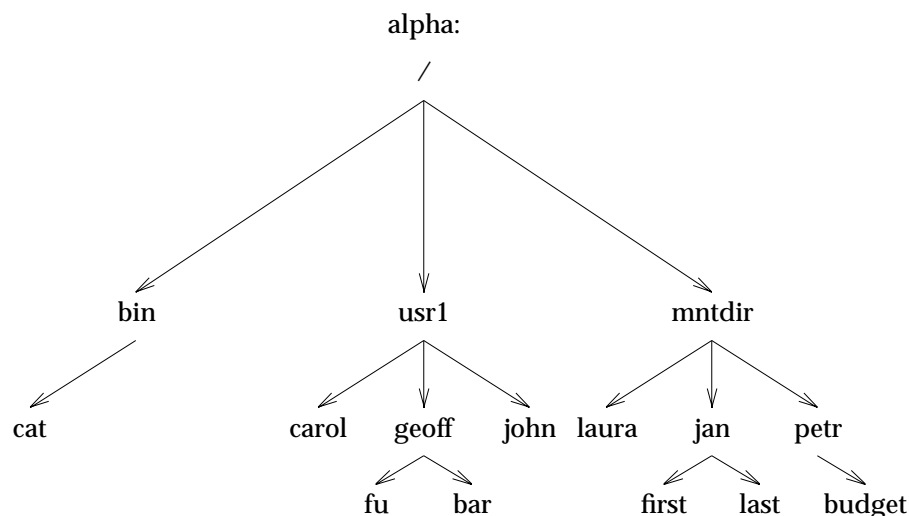 alpha:
/
bin usr1 mntdir
cat carol geoff john laura jan petr
fu bar first last budget